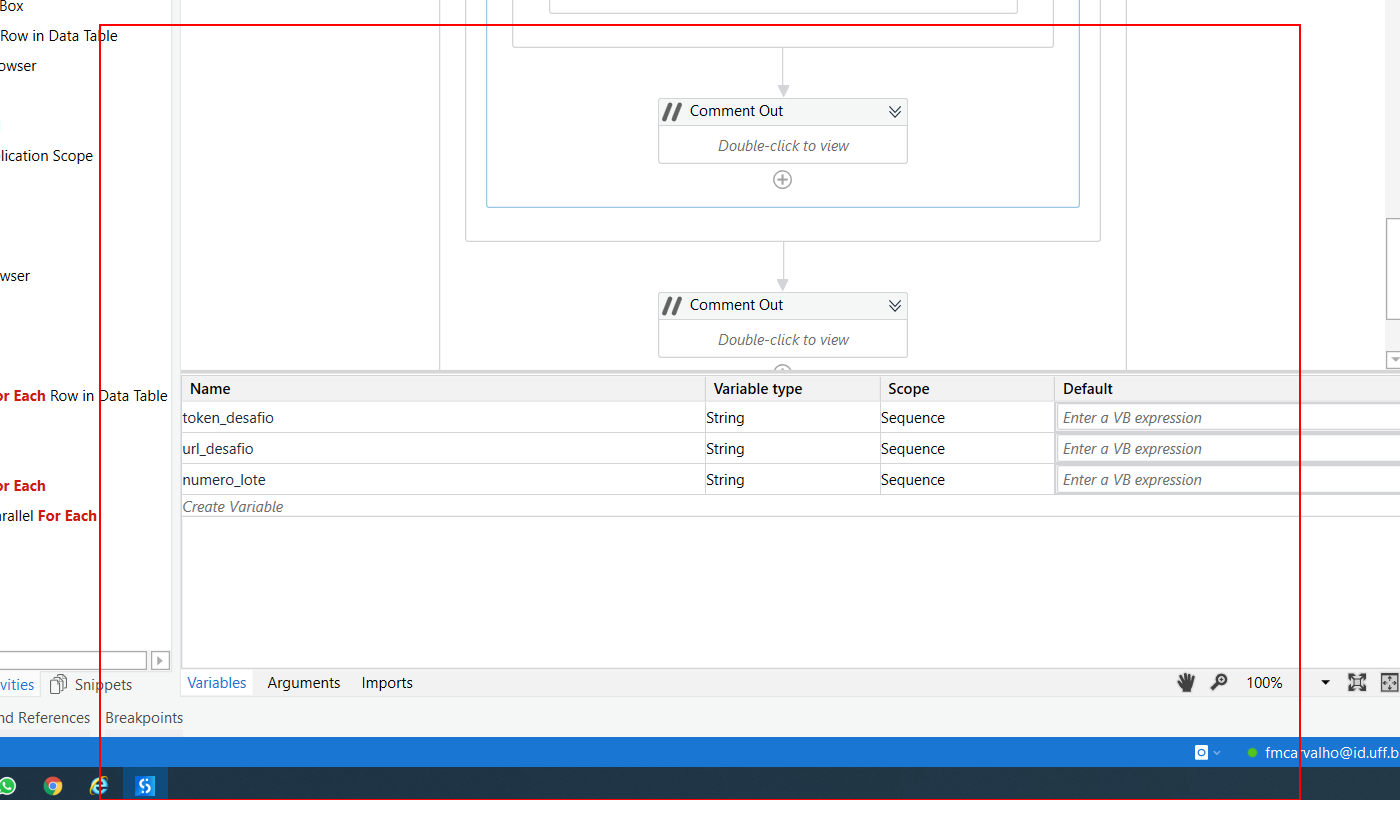 Box
Row in Data Table
owser
lication Scope
wser
or Each Row in Data Table
or Each
arallel For Each
Comment Out
Double-click to view
Comment Out
Double-click to view
Name Variable type Scope Default
token_desafio String Sequence Enter a VB expression
url_desafio String Sequence Enter a VB expression
numero_lote String Sequence Enter a VB expression
Create Variable
vities Snippets
Variables Arguments Imports 100%
nd References Breakpoints
fmcarvalho@id.uff.b